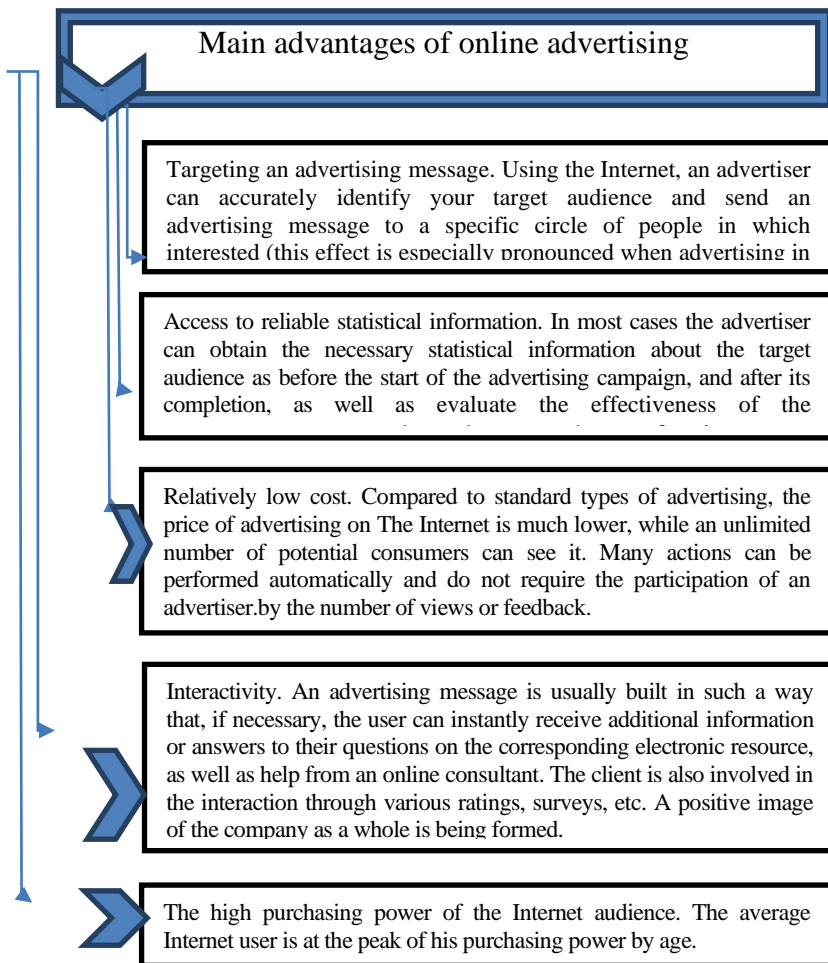 Main advantages of online advertising
Targeting an advertising message. Using the Internet, an advertiser
can accurately identify your target audience and send an
advertising message to a specific circle of people in which
interested (this effect is especially pronounced when advertising in
Access to reliable statistical information. In most cases the advertiser
can obtain the necessary statistical information about the target
audience as before the start of the advertising campaign, and after its
completion, as well as evaluate the effectiveness of the
Relatively low cost. Compared to standard types of advertising, the
price of advertising on The Internet is much lower, while an unlimited
number of potential consumers can see it. Many actions can be
performed automatically and do not require the participation of an
advertiser.by the number of views or feedback.
Interactivity. An advertising message is usually built in such a way
that, if necessary, the user can instantly receive additional information
or answers to their questions on the corresponding electronic resource,
as well as help from an online consultant. The client is also involved in
the interaction through various ratings, surveys, etc. A positive image
of the company as a whole is being formed.
The high purchasing power of the Internet audience. The average
Internet user is at the peak of his purchasing power by age.